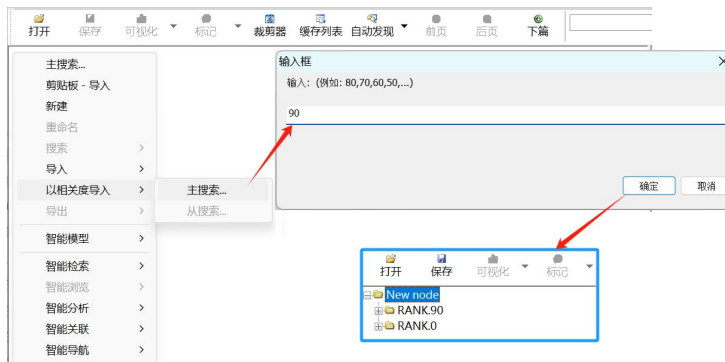 打开 保存 可视化 标记 裁剪器 缓存列表 自动发现 前页 后页 下篇
主搜索...
剪贴板 - 导入
新建
重命名
搜索
导入
以相关度导入
导出
智能模型
智能检索
智能浏览
智能分析
智能关联
智能导航
主搜索...
从搜索...
输入框
输入: (例如: 80,70,60,50,...)
90
确定 取消
打开 保存 可视化 标记
New node
RANK.90
RANK.0